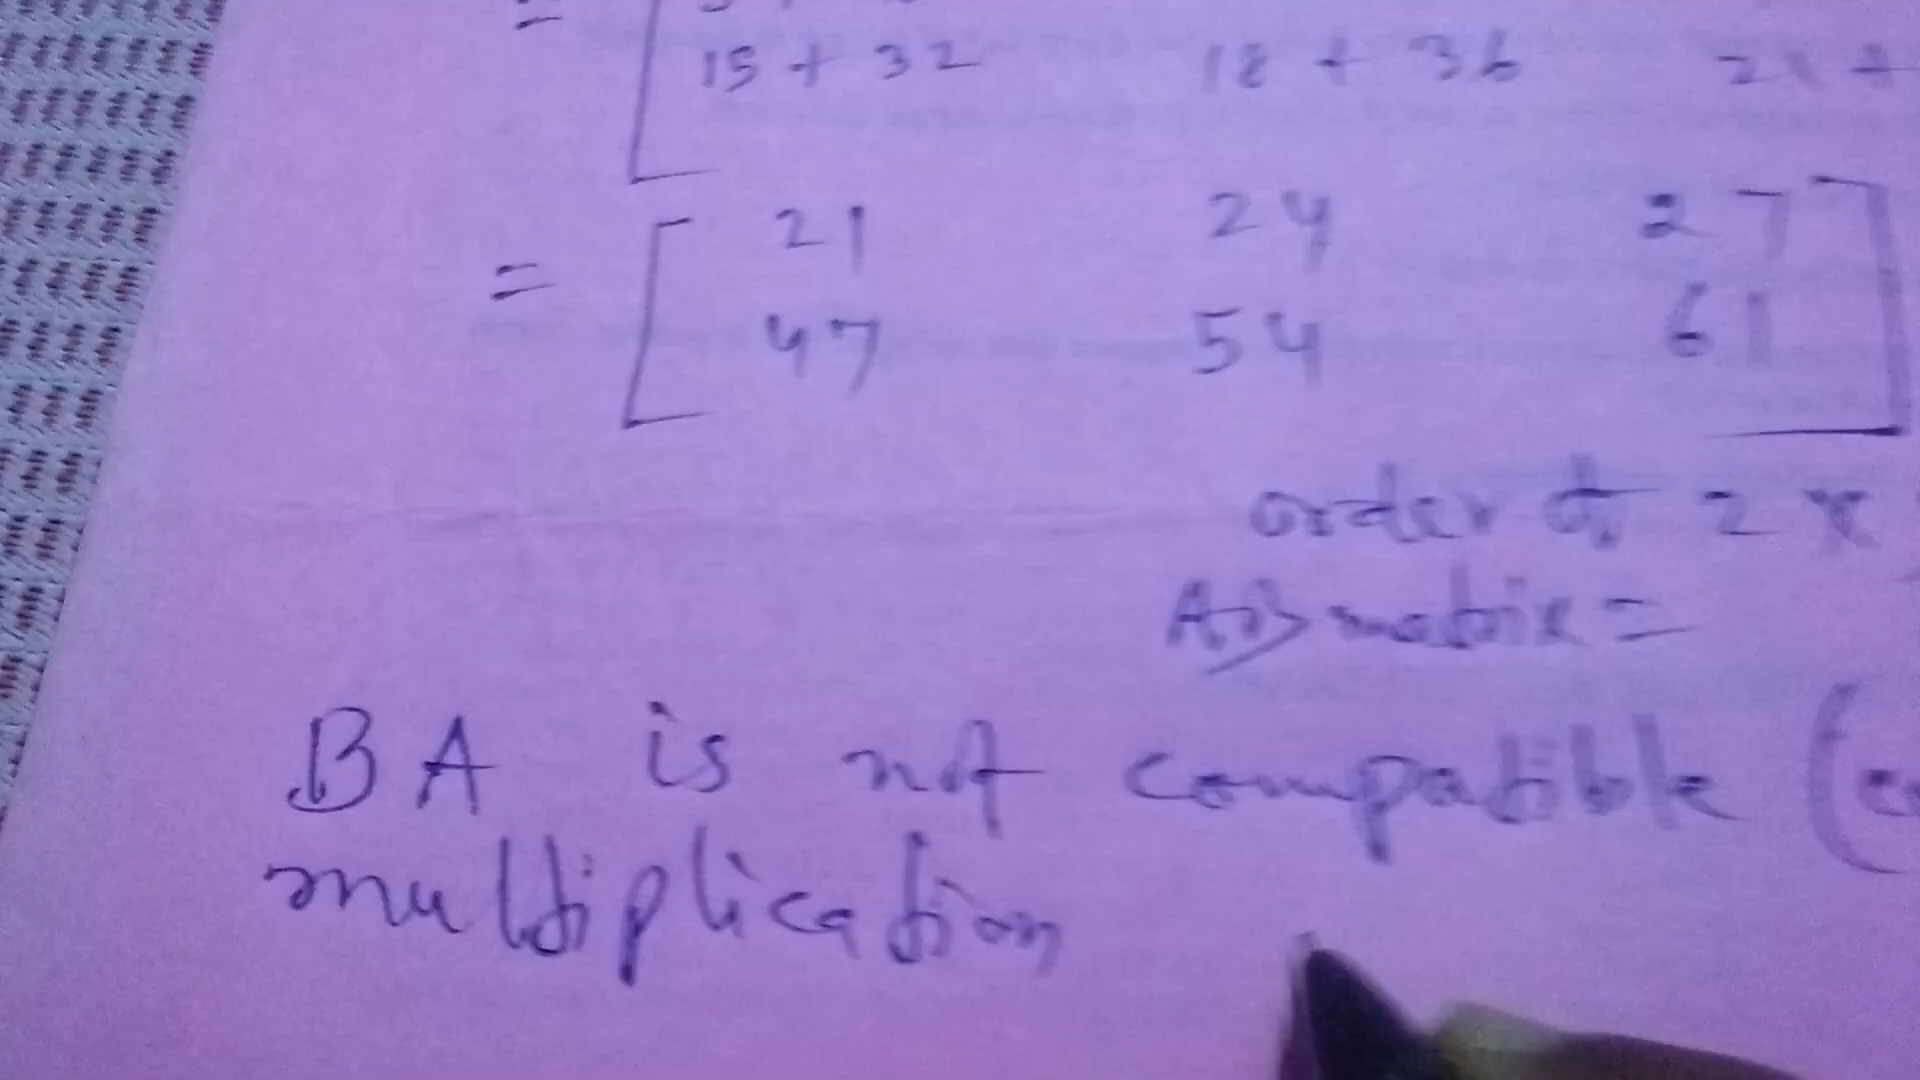 =
15 + 32 18 + 36 21 +
= 21 24 27
47 54 61
order of 2 x
AB matrix =
BA is not compatible (
multiplication